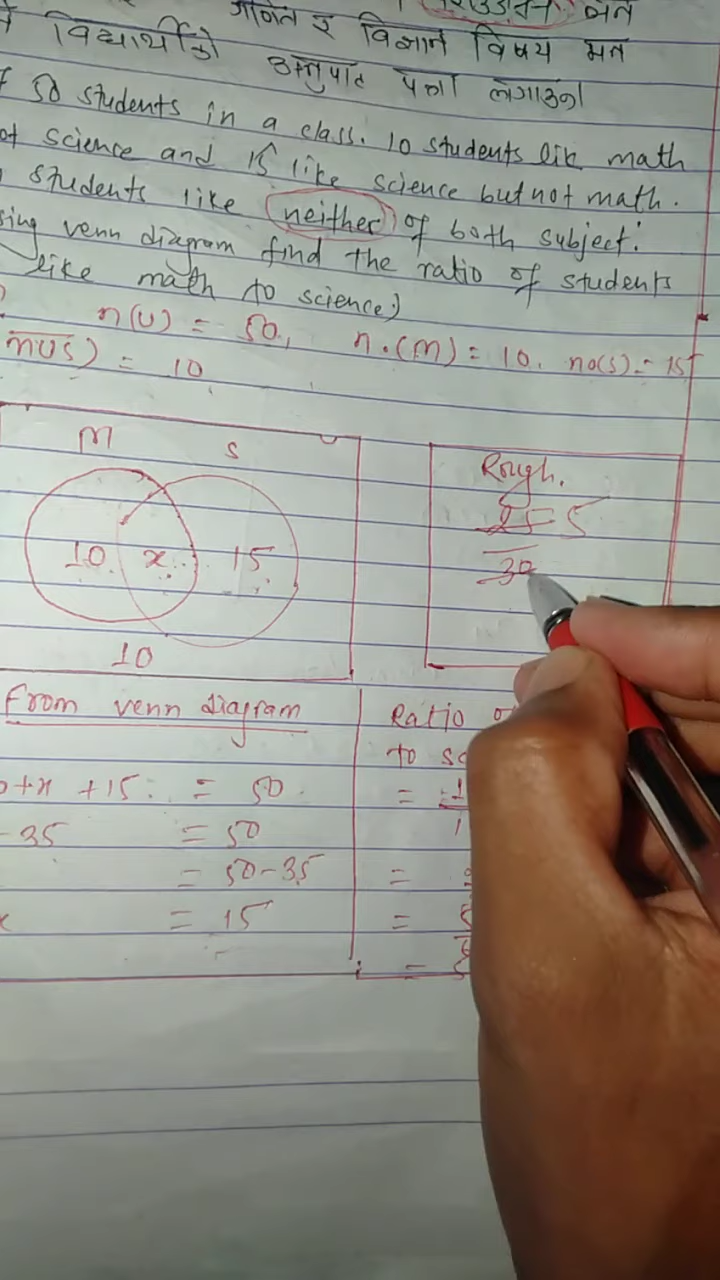 गणित र विज्ञान विषय मन
विद्यार्थीको अनुपात पत्ता लगाउन।
50 students in a class. 10 students lik math
science and 15 like science but not math.
students like neither of both subject.
venn diagram find the ratio of students
like math to science)
n(U) = 50, n.(m) = 10. no(s) = 15
mUS) = 10
M S
10 x 15
10
Rough.
25 5
30
From venn diagram
+x +15 = 50
35 = 50
= 50-35
x = 15
Ratio
to
=
=
=
=